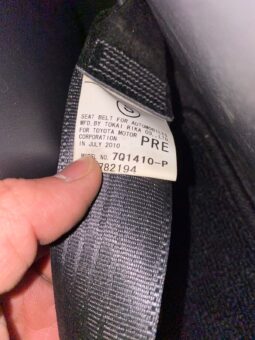 S
SEAT BELT FOR AUTOMOBILES
MFD.BY TOKAI RIKA CO.,LTD.
FOR TOYOTA MOTOR
CORPORATION PRE
IN JULY 2010
NO. 7Q1410-P
782194